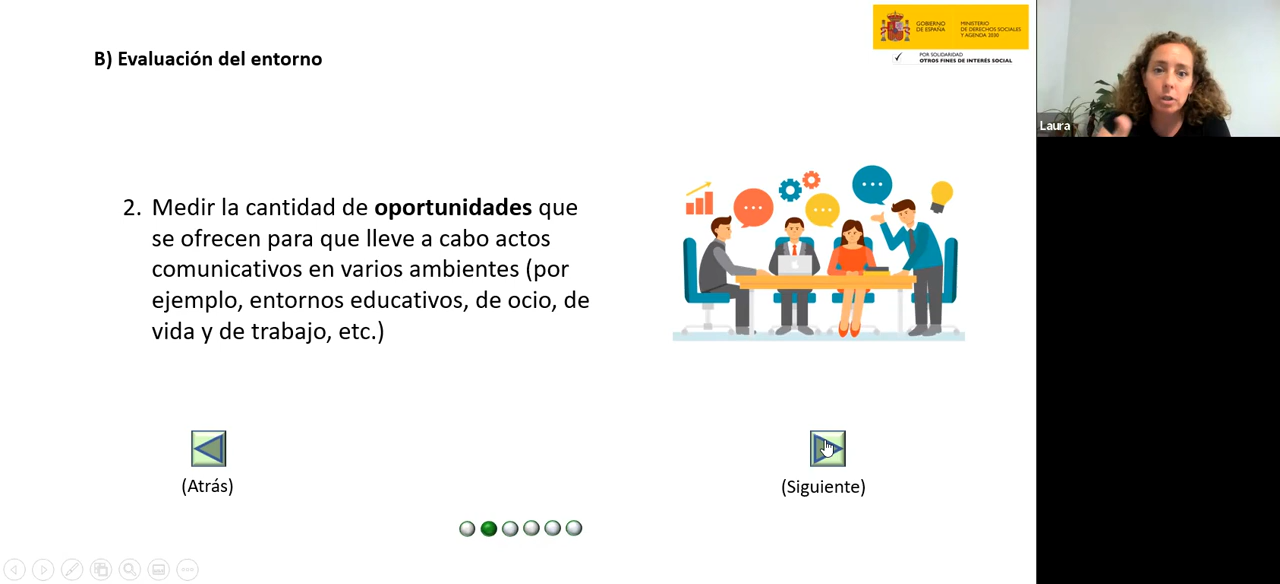 B) Evaluación del entorno
GOBIERNO
DE ESPAÑA
MINISTERIO
DE DERECHOS SOCIALES
Y AGENDA 2030
POR SOLIDARIDAD
OTROS FINES DE INTERÉS SOCIAL
Laura
2. Medir la cantidad de oportunidades que
se ofrecen para que lleve a cabo actos
comunicativos en varios ambientes (por
ejemplo, entornos educativos, de ocio, de
vida y de trabajo, etc.)
(Atrás)
(Siguiente)